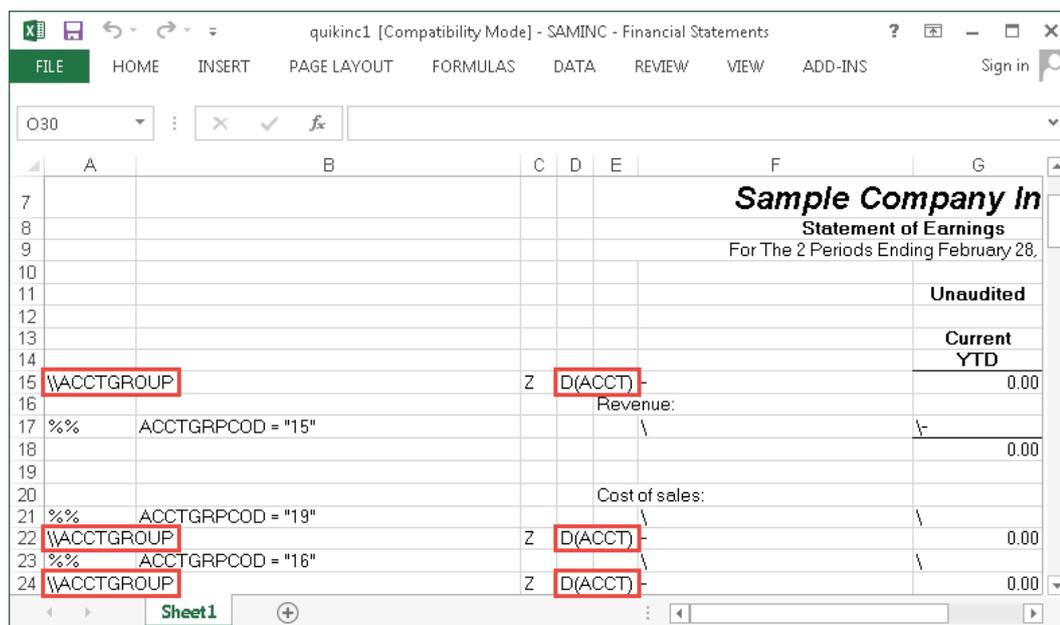 quikinc1 [Compatibility Mode] - SAMINC - Financial Statements ?
FILE HOME INSERT PAGE LAYOUT FORMULAS DATA REVIEW VIEW ADD-INS Sign in
O30 fx
A B C D E F G
7 Sample Company In
8 Statement of Earnings
9 For The 2 Periods Ending February 28,
10
11 Unaudited
12
13 Current
14 YTD
15 \\ACCTGROUP Z D(ACCT) - 0.00
16 Revenue:
17 %% ACCTGRPCOD = "15" \ \-
18 0.00
19
20 Cost of sales:
21 %% ACCTGRPCOD = "19" \ \
22 \\ACCTGROUP Z D(ACCT) - 0.00
23 %% ACCTGRPCOD = "16" \ \
24 \\ACCTGROUP Z D(ACCT) - 0.00
Sheet1